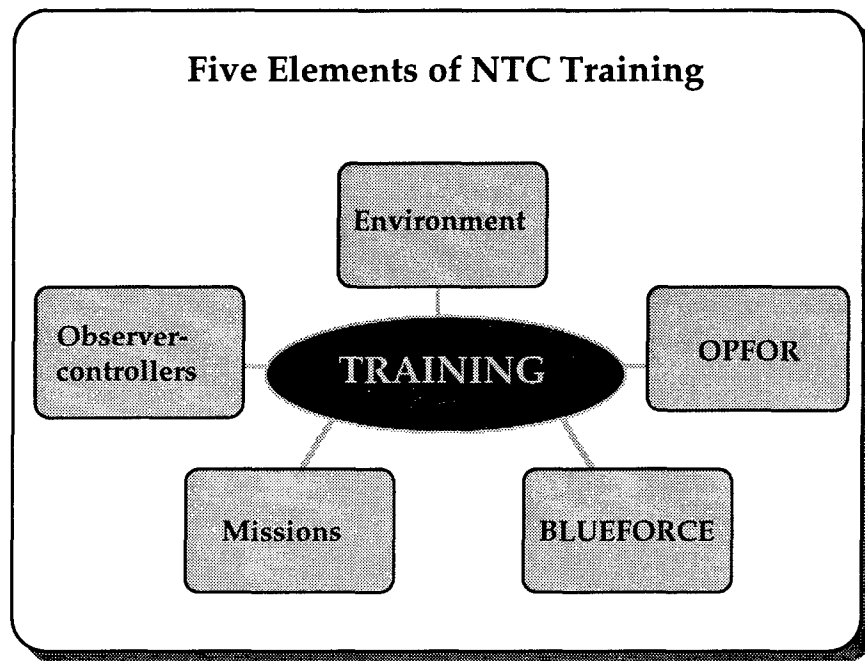 Five Elements of NTC Training
Environment
Observer-
controllers
OPFOR
TRAINING
Missions
BLUEFORCE